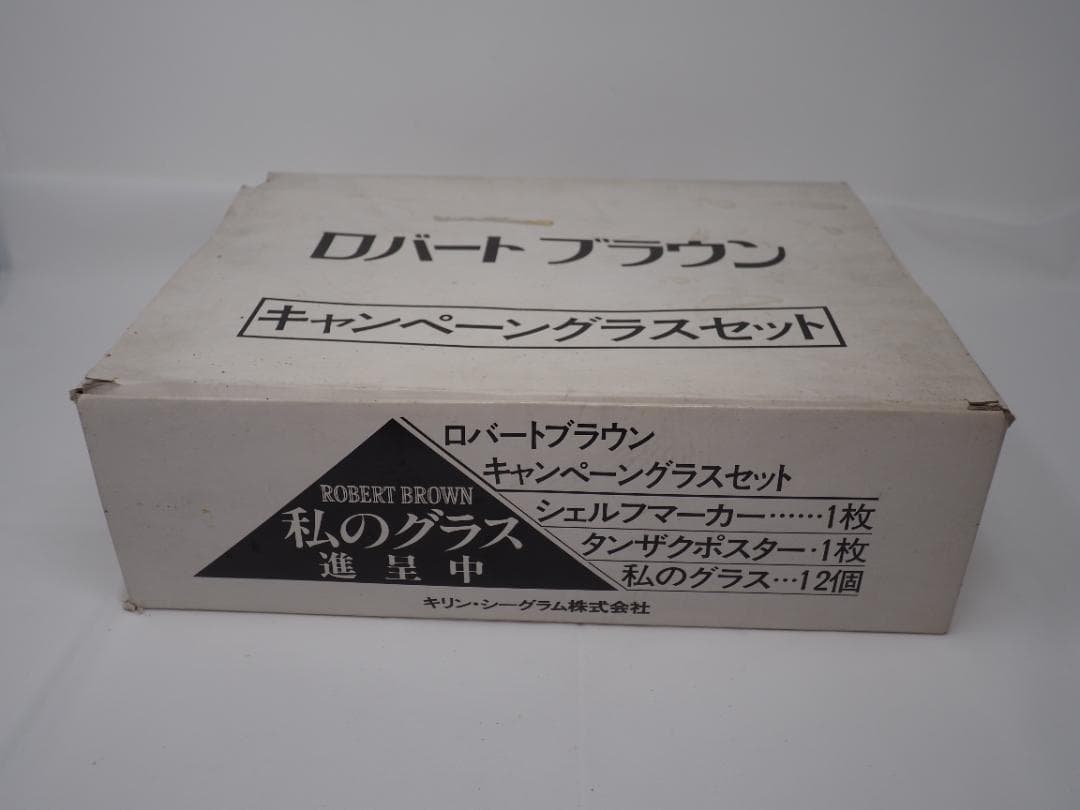 ロバート ブラウン
キャンペーングラスセット
ROBERT BROWN
私のグラス
進呈中
ロバートブラウン
キャンペーングラスセット
シェルフマーカー……1枚
タンザクポスター・1枚
私のグラス…12個
キリン・シーグラム株式会社